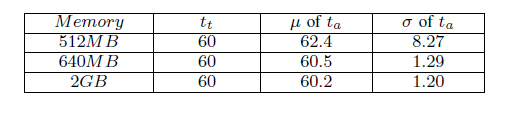 Memory t_t μ of t_a σ of t_a
512MB 60 62.4 8.27
640MB 60 60.5 1.29
2GB 60 60.2 1.20